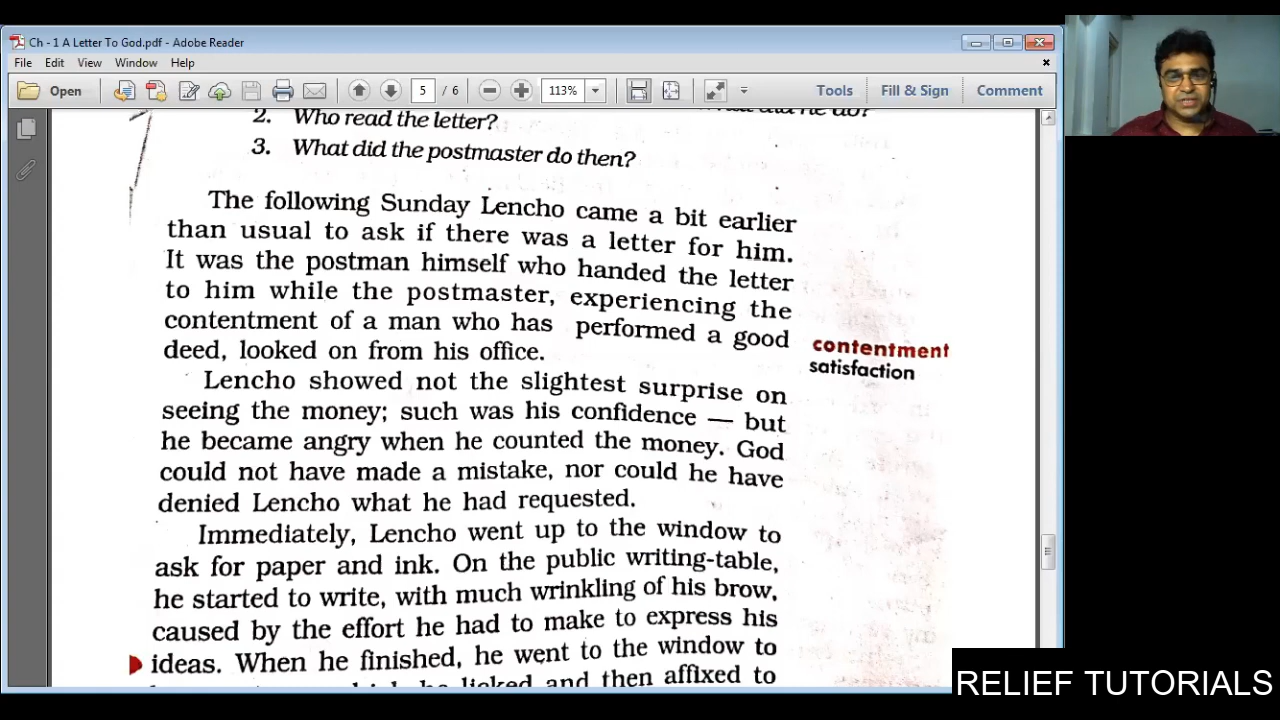 Ch - 1 A Letter To God.pdf - Adobe Reader
File Edit View Window Help
Open 5 / 6 113% Tools Fill & Sign Comment
did he do?
2. Who read the letter?
3. What did the postmaster do then?
The following Sunday Lencho came a bit earlier
than usual to ask if there was a letter for him.
It was the postman himself who handed the letter
to him while the postmaster, experiencing the
contentment of a man who has performed a good
deed, looked on from his office.
contentment
satisfaction
Lencho showed not the slightest surprise on
seeing the money; such was his confidence — but
he became angry when he counted the money. God
could not have made a mistake, nor could he have
denied Lencho what he had requested.
Immediately, Lencho went up to the window to
ask for paper and ink. On the public writing-table,
he started to write, with much wrinkling of his brow,
caused by the effort he had to make to express his
ideas. When he finished, he went to the window to
he licked and then affixed to
RELIEF TUTORIALS